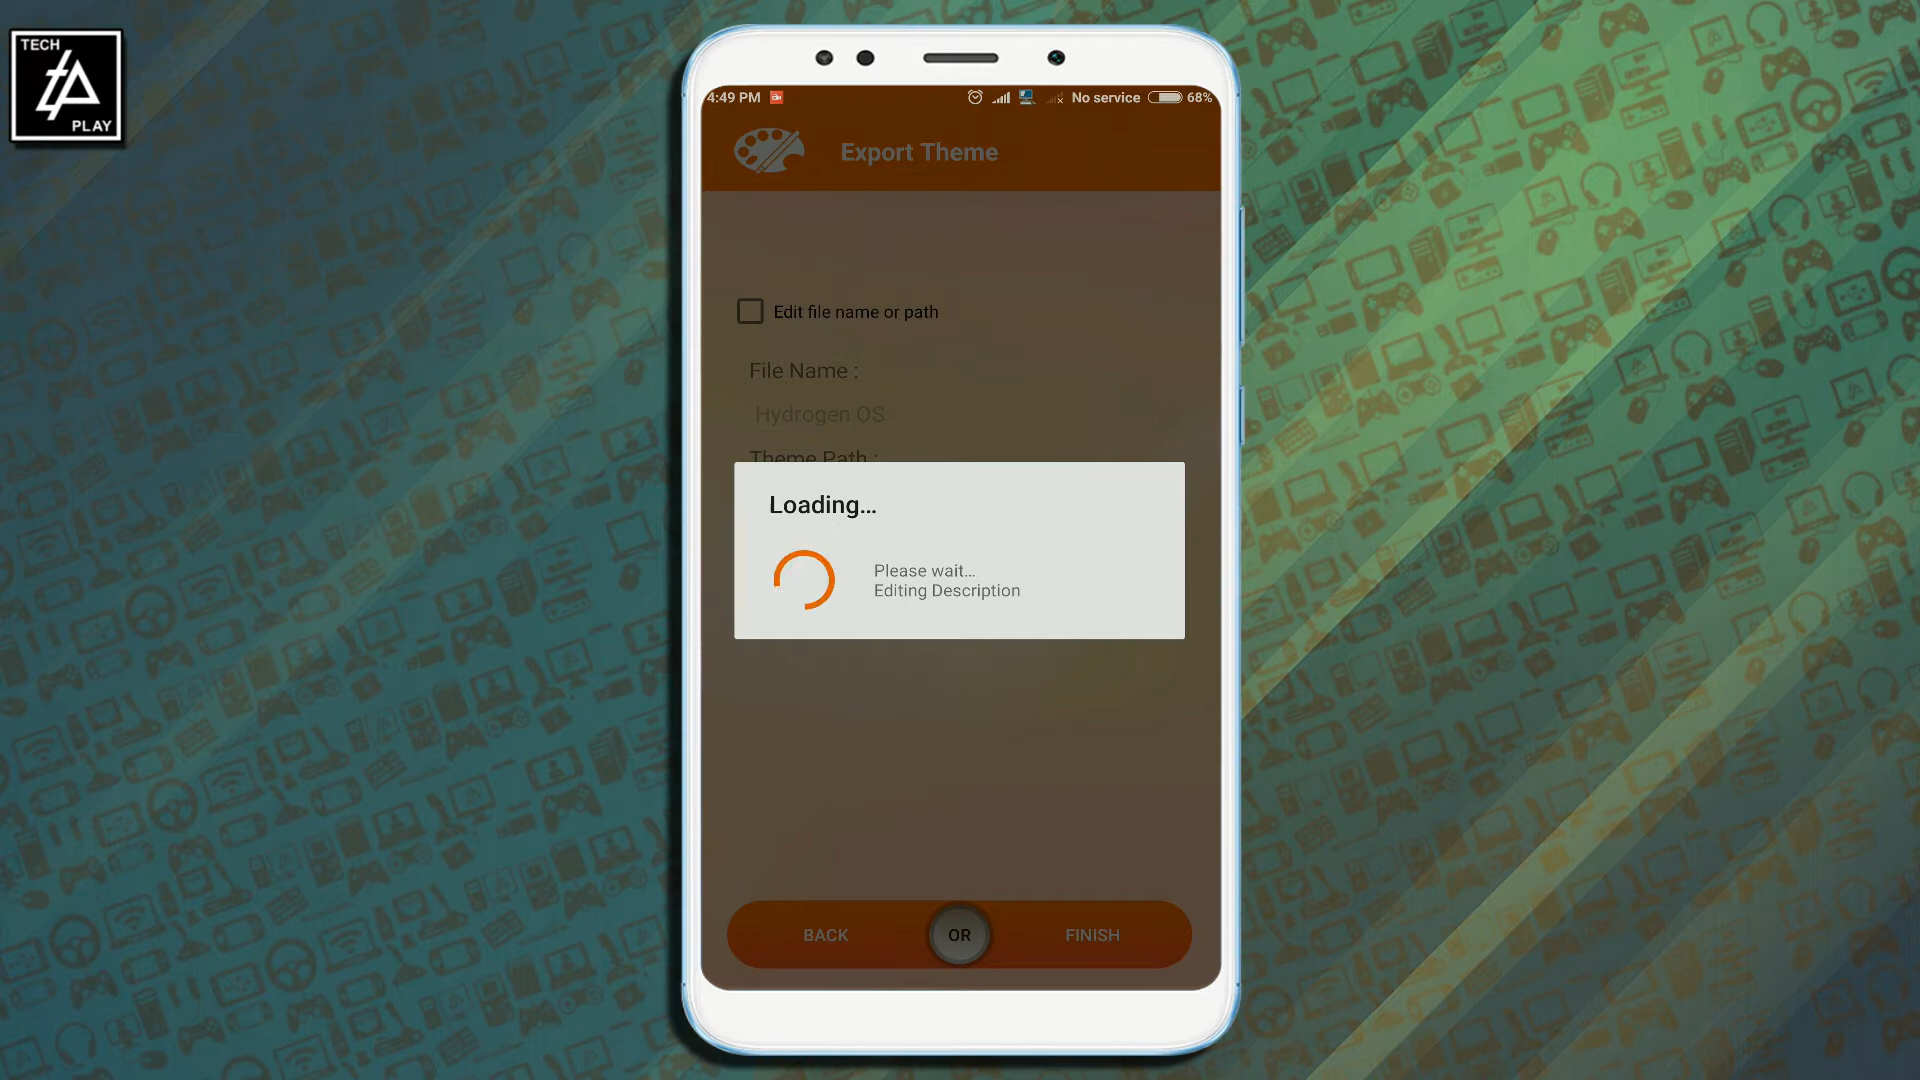 TECH
PLAY
4:49 PM
No service
68%
Export Theme
Edit file name or path
File Name :
Hydrogen OS
Theme Path :
Loading...
Please wait...
Editing Description
BACK
OR
FINISH